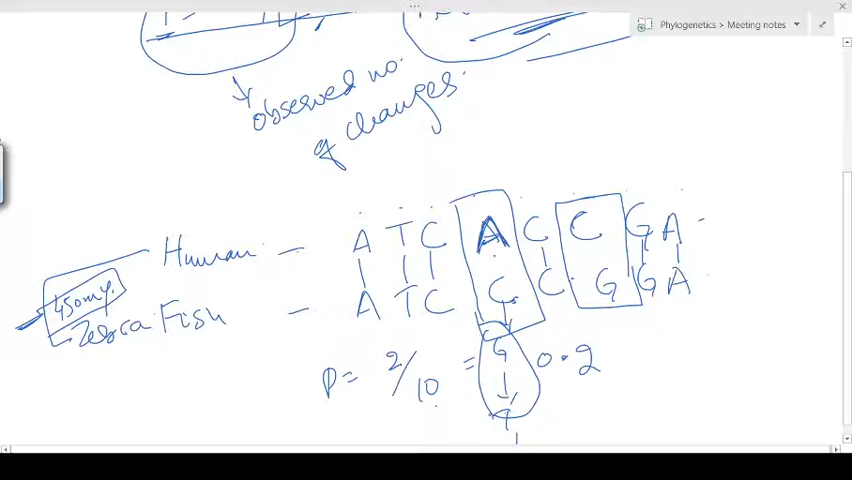 Phylogenetics > Meeting notes
observed no.
of changes.
Human - A T C A C C G A -
450my.
Zebra Fish - A T C C C G G A
P = 2/10 = 0.2
G